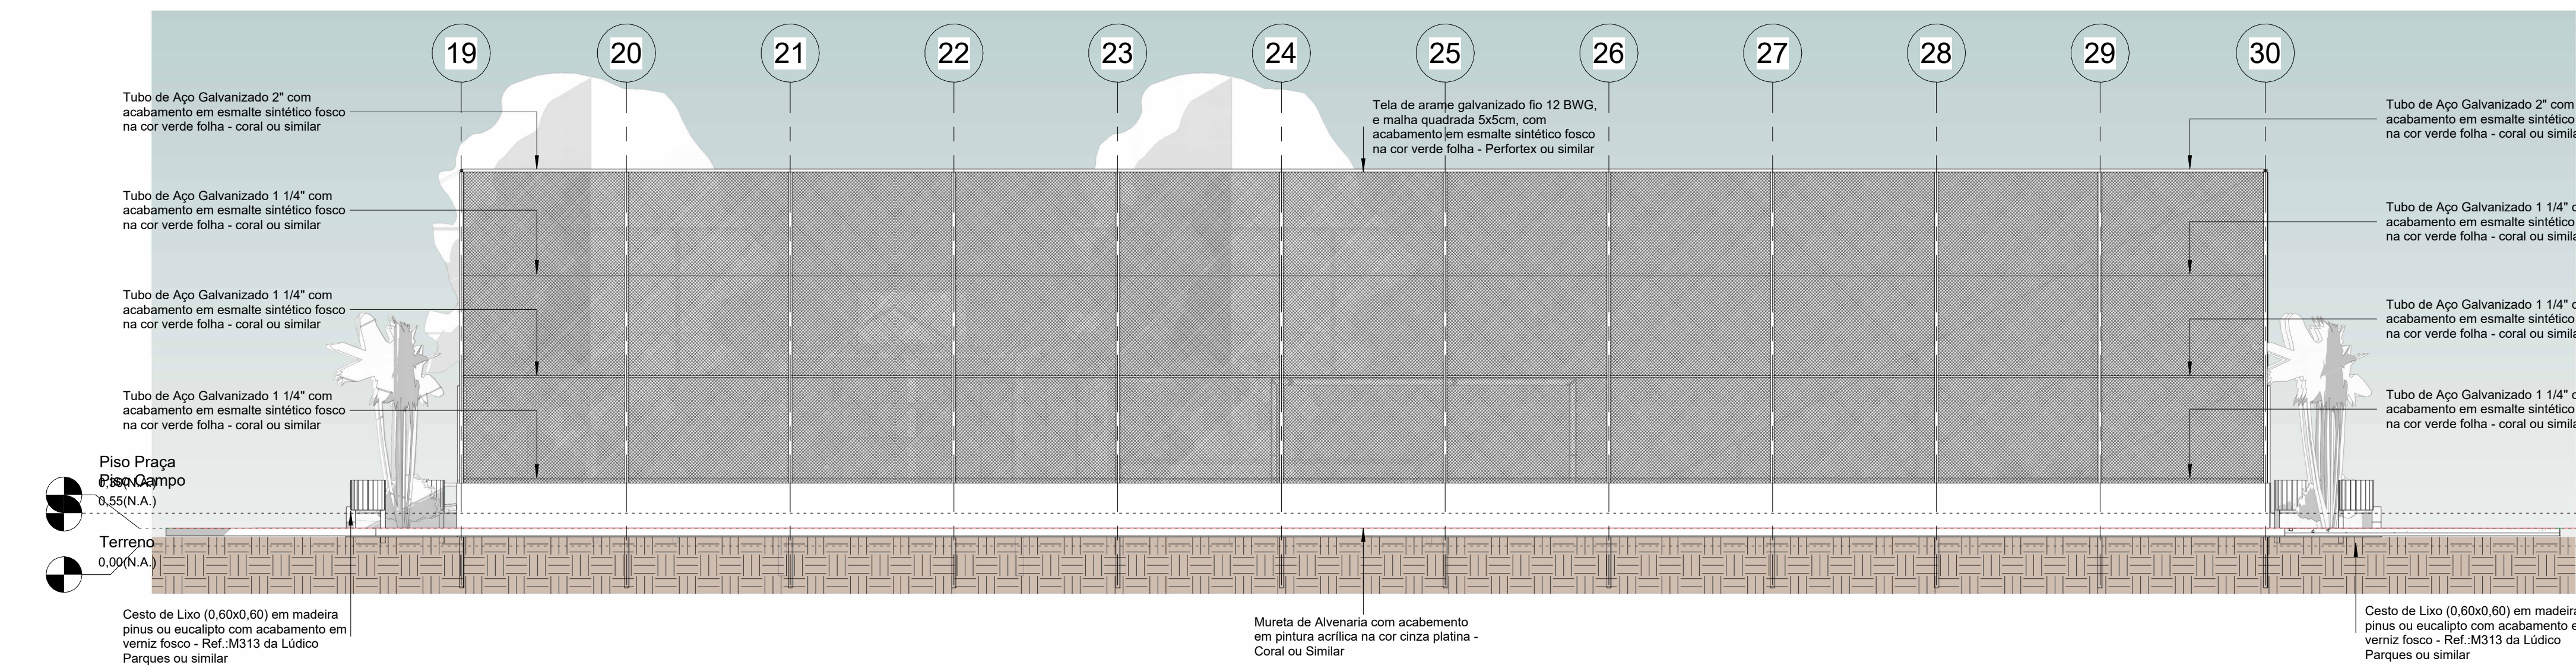 19 20 21 22 23 24 25 26 27 28 29 30
Tubo de Aço Galvanizado 2" com
acabamento em esmalte sintético fosco
na cor verde folha - coral ou similar
Tubo de Aço Galvanizado 1 1/4" com
acabamento em esmalte sintético fosco
na cor verde folha - coral ou similar
Tubo de Aço Galvanizado 1 1/4" com
acabamento em esmalte sintético fosco
na cor verde folha - coral ou similar
Tubo de Aço Galvanizado 1 1/4" com
acabamento em esmalte sintético fosco
na cor verde folha - coral ou similar
Tela de arame galvanizado fio 12 BWG,
e malha quadrada 5x5cm, com
acabamento em esmalte sintético fosco
na cor verde folha - Perfortex ou similar
Tubo de Aço Galvanizado 2" com
acabamento em esmalte sintético
na cor verde folha - coral ou
Tubo de Aço Galvanizado 1 1/4"
acabamento em esmalte sintético
na cor verde folha - coral ou
Tubo de Aço Galvanizado 1 1/4"
acabamento em esmalte sintético
na cor verde folha - coral ou
Tubo de Aço Galvanizado 1 1/4"
acabamento em esmalte sintético
na cor verde folha - coral ou
Piso Praça
Piso Campo
0,55(N.A.)
Terreno
0,00(N.A.)
Cesto de Lixo (0,60x0,60) em madeira
pinus ou eucalipto com acabamento em
verniz fosco - Ref.:M313 da Lúdico
Parques ou similar
Mureta de Alvenaria com acabemento
em pintura acrílica na cor cinza platina -
Coral ou Similar
Cesto de Lixo (0,60x0,60) em
pinus ou eucalipto com acabamento
verniz fosco - Ref.:M313 da Lúdico
Parques ou similar